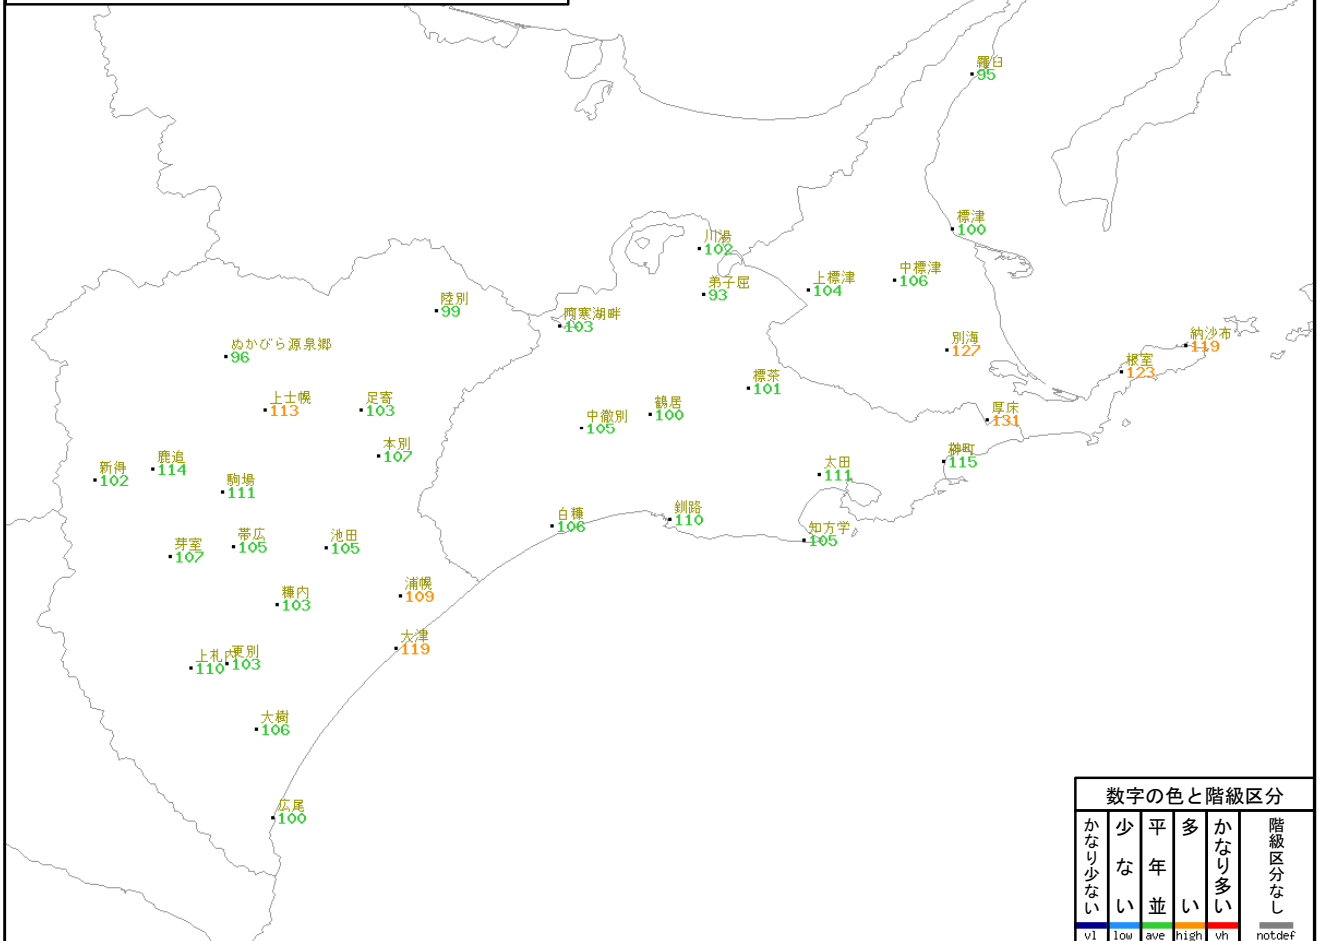 羅臼
95
標津
100
川湯
102
中標津
106
上標津
104
弟子屈
93
陸別
99
阿寒湖畔
103
納沙布
119
別海
127
ぬかびら源泉郷
96
根室
123
標茶
101
上士幌
113
足寄
103
鶴居
100
厚床
131
中徹別
105
本別
107
榊町
115
鹿追
114
新得
102
太田
111
駒場
111
釧路
110
白糠
106
知方学
105
帯広
105
池田
105
芽室
107
浦幌
109
糠内
103
大津
119
上札内
110
更別
103
大樹
106
広尾
100
数字の色と階級区分
かなり少ない
少ない
平年並
多い
かなり多い
階級区分なし
vl
low
ave
high
vh
notdef